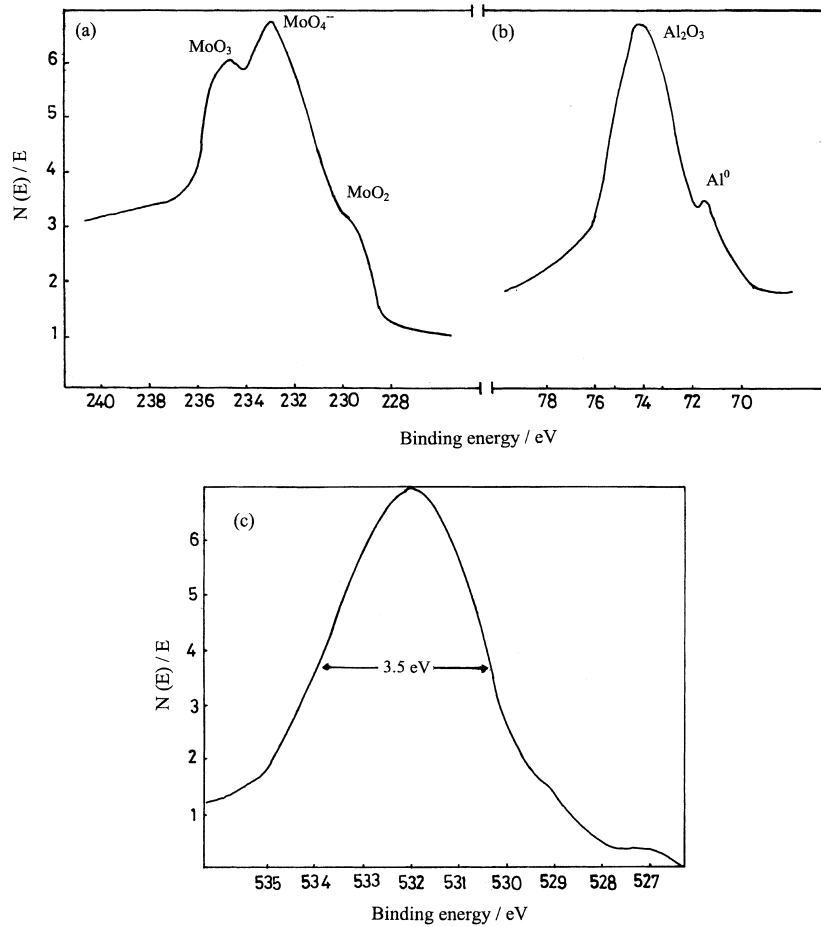 (a)
MoO₄⁻⁻
MoO₃
MoO₂
N (E) / E
6
5
4
3
2
1
240 238 236 234 232 230 228
(b)
Al₂O₃
Al⁰
78 76 74 72 70
Binding energy / eV
(c)
3.5 eV
N (E) / E
6
5
4
3
2
1
535 534 533 532 531 530 529 528 527
Binding energy / eV